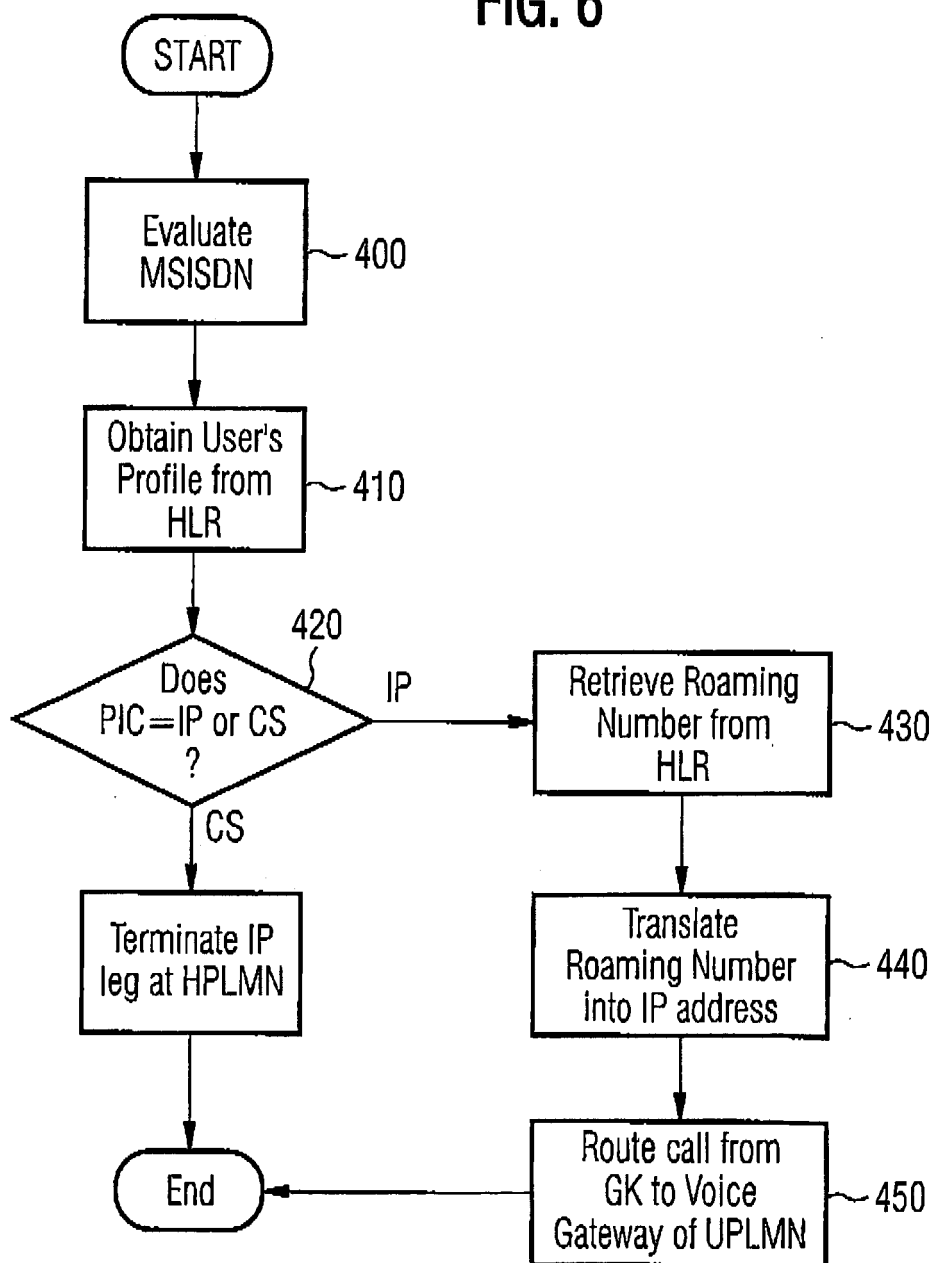 FIG. 6
START
Evaluate
MSISDN
400
Obtain User's
Profile from
HLR
410
420
Does
PIC=IP or CS
?
IP
CS
Retrieve Roaming
Number from
HLR
430
Terminate IP
leg at HPLMN
Translate
Roaming Number
into IP address
440
End
Route call from
GK to Voice
Gateway of UPLMN
450